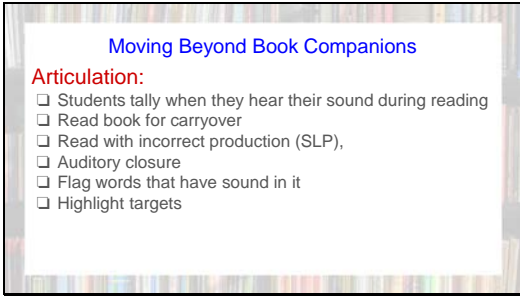 Moving Beyond Book Companions
Articulation:
❏ Students tally when they hear their sound during reading
❏ Read book for carryover
❏ Read with incorrect production (SLP),
❏ Auditory closure
❏ Flag words that have sound in it
❏ Highlight targets